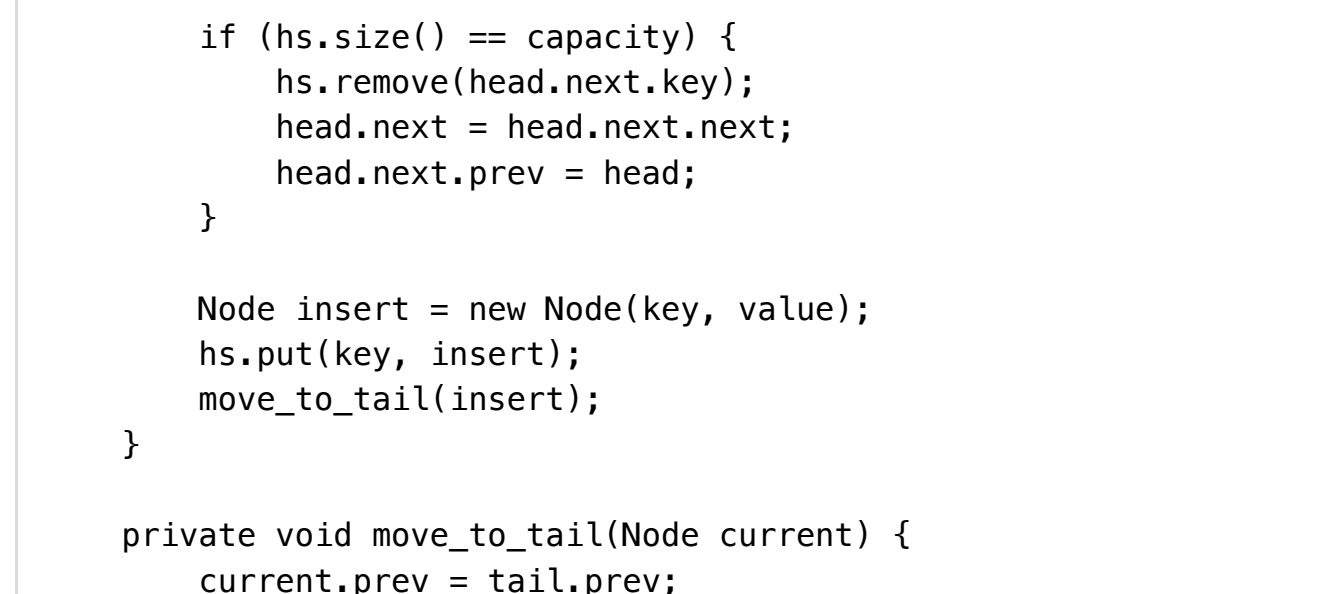 if (hs.size() == capacity) {
hs.remove(head.next.key);
head.next = head.next.next;
head.next.prev = head;
}
Node insert = new Node(key, value);
hs.put(key, insert);
move_to_tail(insert);
}
private void move_to_tail(Node current) {
current.prev = tail.prev;